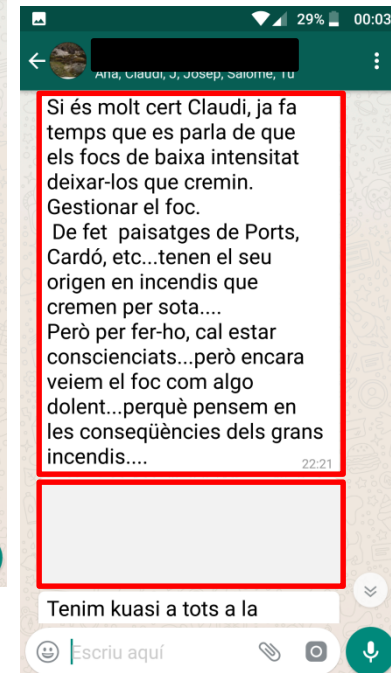 29% 00:03
Ana, Claudi, J, Josep, Salome, Tú
Si és molt cert Claudi, ja fa
temps que es parla de que
els focs de baixa intensitat
deixar-los que cremin.
Gestionar el foc.
De fet paisatges de Ports,
Cardó, etc...tenen el seu
origen en incendis que
cremen per sota....
Però per fer-ho, cal estar
conscienciats...però encara
veiem el foc com algo
dolent...perquè pensem en
les conseqüències dels grans
incendis....
22:21
Tenim kuasi a tots a la
Escriu aquí